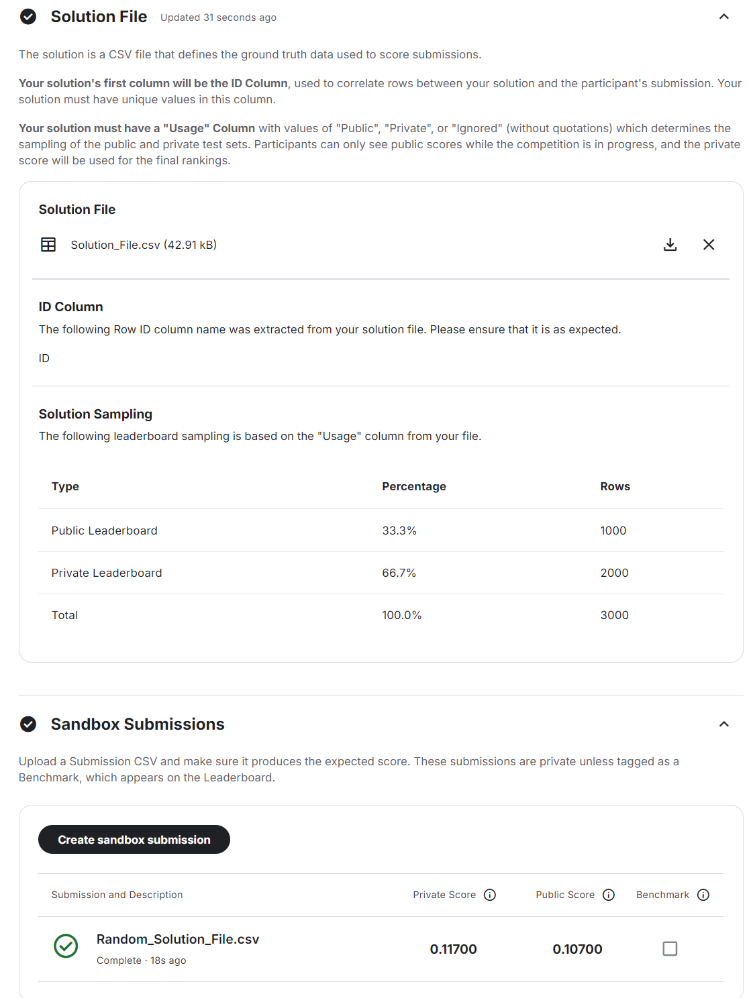 Solution File Updated 31 seconds ago
The solution is a CSV file that defines the ground truth data used to score submissions.
Your solution's first column will be the ID Column, used to correlate rows between your solution and the participant's submission. Your
solution must have unique values in this column.
Your solution must have a "Usage" Column with values of "Public", "Private", or "Ignored" (without quotations) which determines the
sampling of the public and private test sets. Participants can only see public scores while the competition is in progress, and the private
score will be used for the final rankings.
Solution File
Solution_File.csv (42.91 kB)
ID Column
The following Row ID column name was extracted from your solution file. Please ensure that it is as expected.
ID
Solution Sampling
The following leaderboard sampling is based on the "Usage" column from your file.
Type Percentage Rows
Public Leaderboard 33.3% 1000
Private Leaderboard 66.7% 2000
Total 100.0% 3000
Sandbox Submissions
Upload a Submission CSV and make sure it produces the expected score. These submissions are private unless tagged as a
Benchmark, which appears on the Leaderboard.
Create sandbox submission
Submission and Description Private Score Public Score Benchmark
Random_Solution_File.csv
0.11700 0.10700
Complete · 18s ago